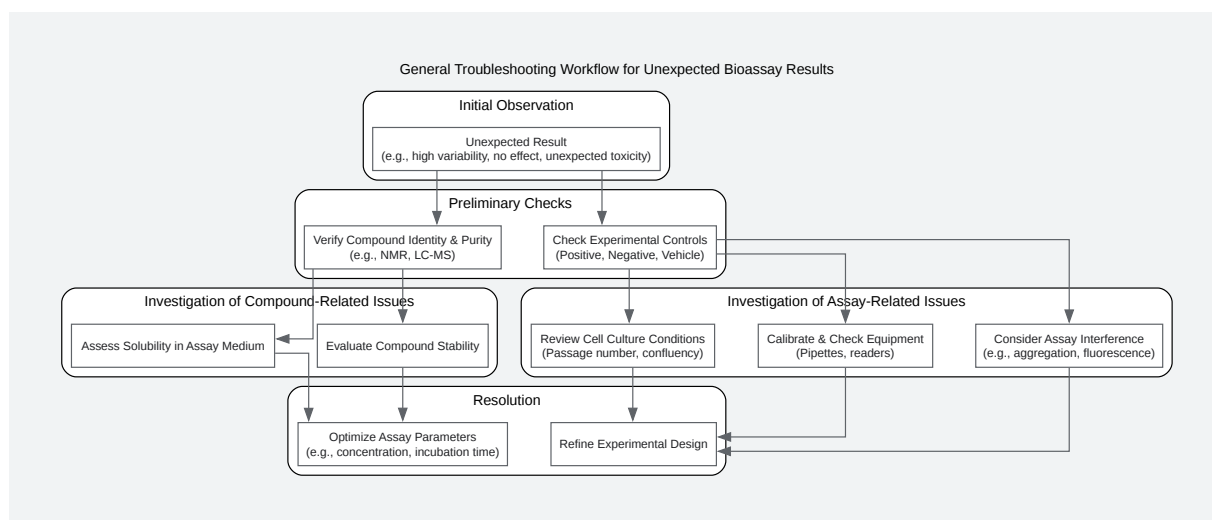 General Troubleshooting Workflow for Unexpected Bioassay Results
Initial Observation
Unexpected Result
(e.g., high variability, no effect, unexpected toxicity)
Preliminary Checks
Verify Compound Identity & Purity
(e.g., NMR, LC-MS)
Check Experimental Controls
(Positive, Negative, Vehicle)
Investigation of Compound-Related Issues
Assess Solubility in Assay Medium
Evaluate Compound Stability
Investigation of Assay-Related Issues
Review Cell Culture Conditions
(Passage number, confluency)
Calibrate & Check Equipment
(Pipettes, readers)
Consider Assay Interference
(e.g., aggregation, fluorescence)
Resolution
Optimize Assay Parameters
(e.g., concentration, incubation time)
Refine Experimental Design